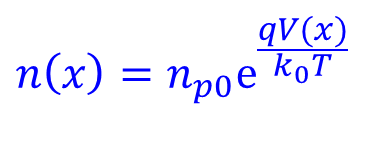 n(x) = n_{p0}e^{\frac{qV(x)}{k_0T}}